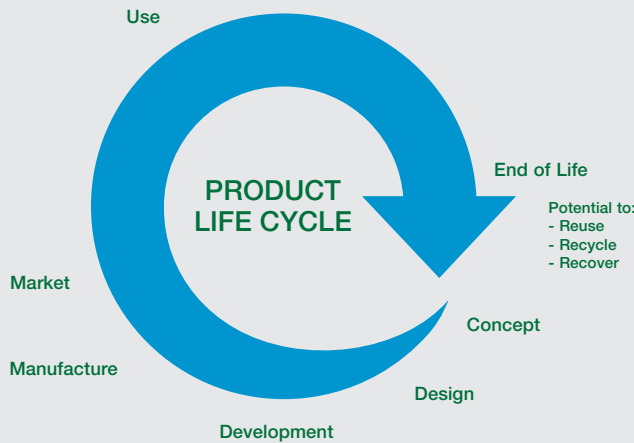 Use
End of Life
PRODUCT
LIFE CYCLE
Potential to:
- Reuse
- Recycle
- Recover
Market
Concept
Manufacture
Design
Development